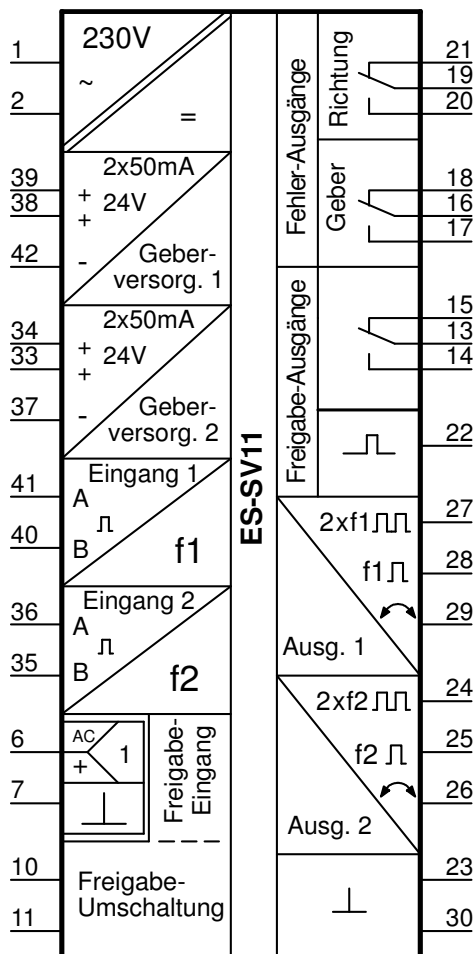 1
2
39
38
42
34
33
37
41
40
36
35
6
7
10
11
230V
~
=
2x50mA
+ 24V
+
-
Geber-
versorg. 1
2x50mA
+ 24V
+
-
Geber-
versorg. 2
Eingang 1
A
B
f1
Eingang 2
A
B
f2
AC
+
1
Freigabe-
Eingang
Freigabe-
Umschaltung
ES-SV11
Fehler-Ausgänge
Richtung
Geber
Freigabe-Ausgänge
2xf1
f1
Ausg. 1
2xf2
f2
Ausg. 2
21
19
20
18
16
17
15
13
14
22
27
28
29
24
25
26
23
30